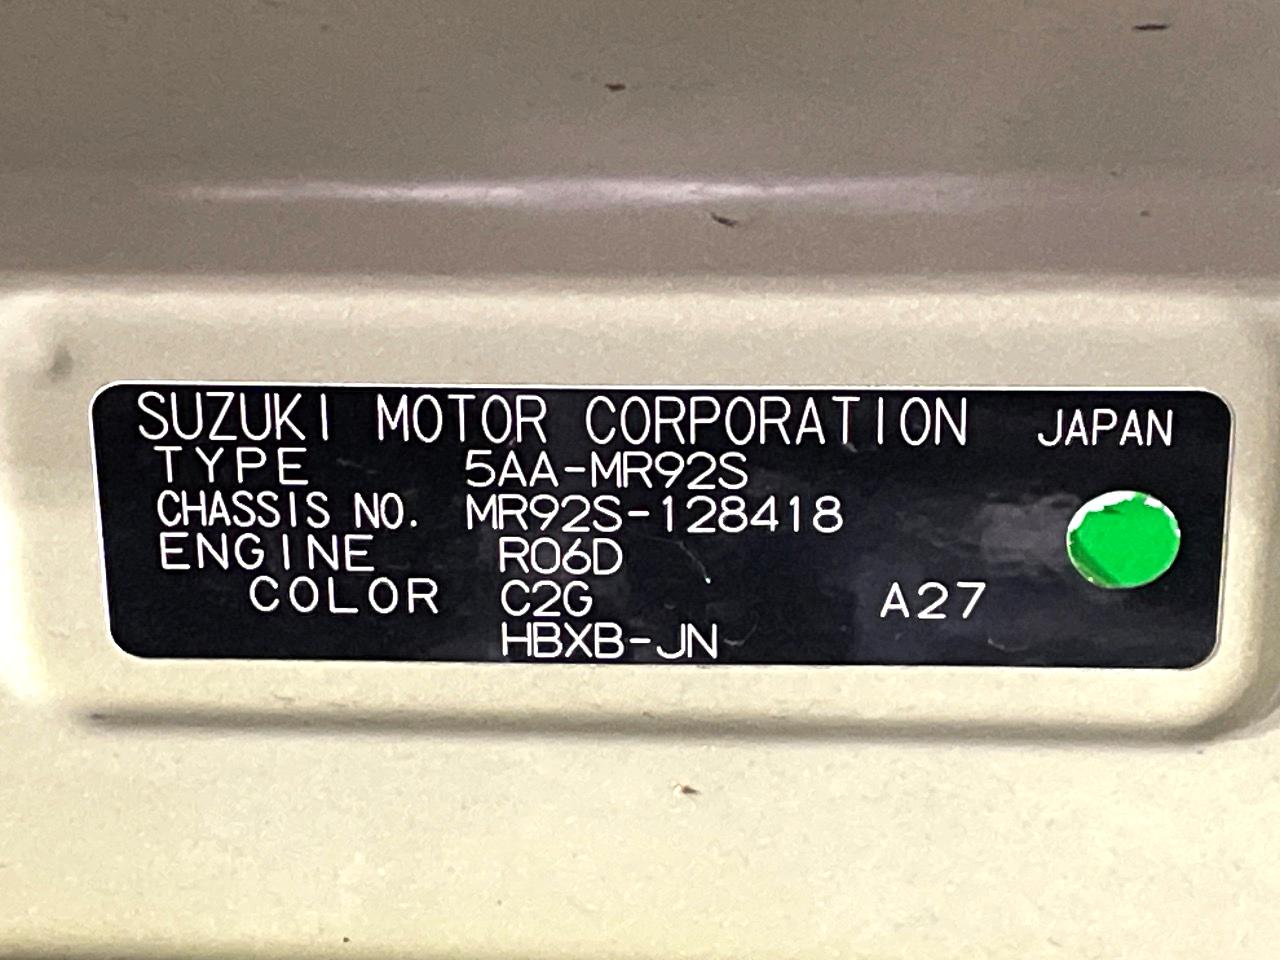 SUZUKI MOTOR CORPORATION JAPAN
TYPE 5AA-MR92S
CHASSIS NO. MR92S-128418
ENGINE R06D
COLOR C2G A27
HBXB-JN